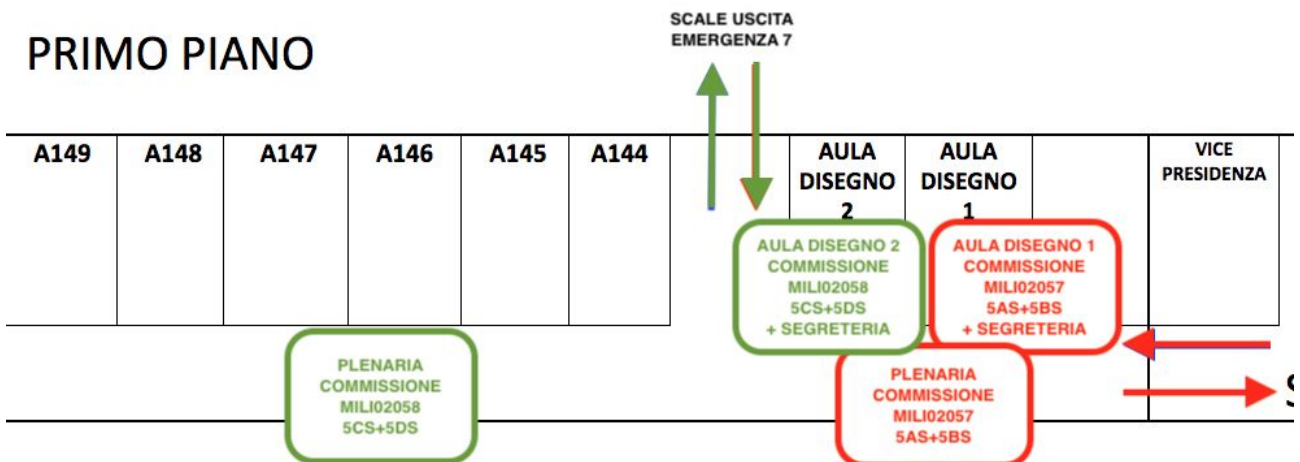 SCALE USCITA
EMERGENZA 7
PRIMO PIANO
A149
A148
A147
A146
A145
A144
AULA
DISEGNO
2
AULA
DISEGNO
1
VICE
PRESIDENZA
AULA DISEGNO 2
COMMISSIONE
MILI02058
5CS+5DS
+ SEGRETERIA
AULA DISEGNO 1
COMMISSIONE
MILI02057
5AS+5BS
+ SEGRETERIA
PLENARIA
COMMISSIONE
MILI02058
5CS+5DS
PLENARIA
COMMISSIONE
MILI02057
5AS+5BS